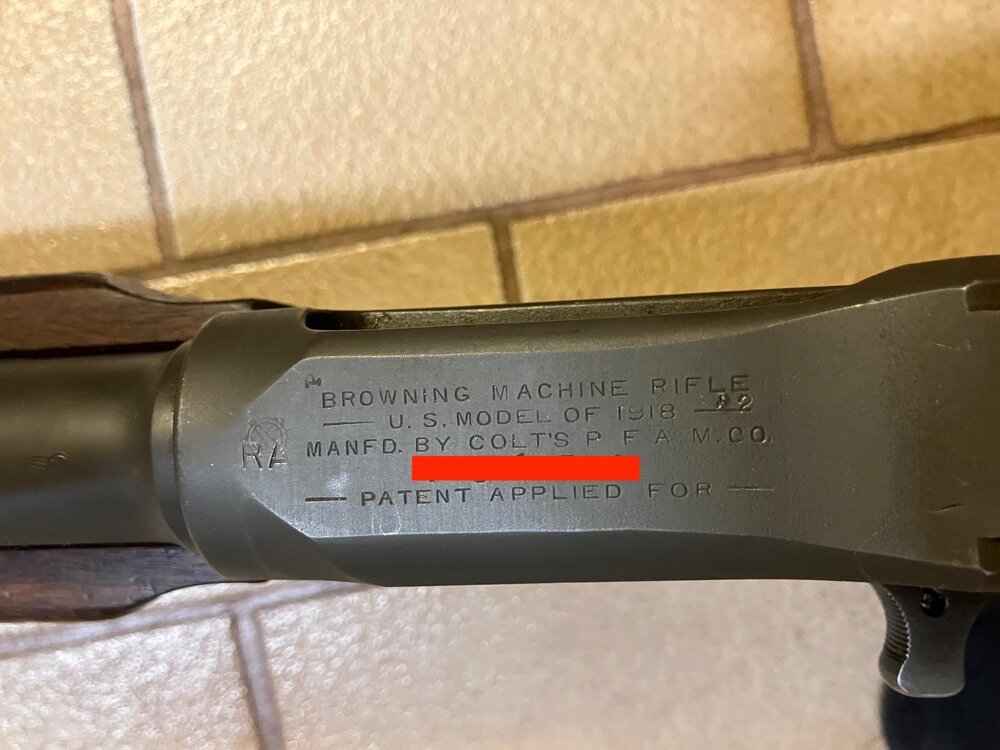 P
BROWNING MACHINE RIFLE
U. S. MODEL OF 1918 A2
RA MANFD. BY COLT'S P. F. A. M. CO.
PATENT APPLIED FOR